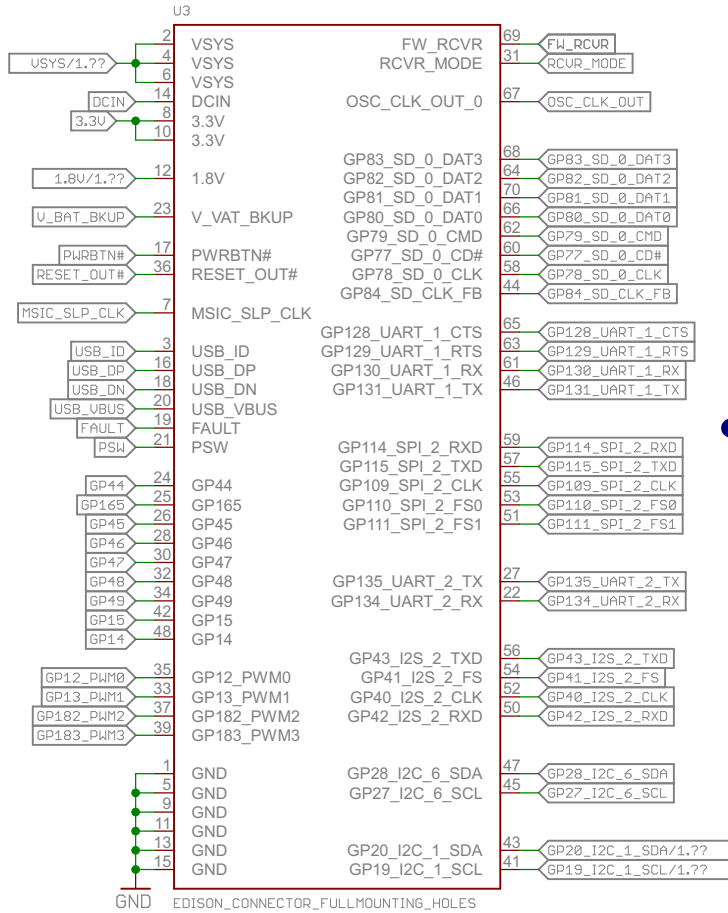 U3
VSYS/1.?? 2 VSYS FW_RCVR 69 FW_RCVR
4 VSYS RCVR_MODE 31 RCVR_MODE
6 VSYS
DCIN 14 DCIN OSC_CLK_OUT_0 67 OSC_CLK_OUT
3.3V 8 3.3V
10 3.3V
GP83_SD_0_DAT3 68 GP83_SD_0_DAT3
1.8V/1.?? 12 1.8V GP82_SD_0_DAT2 64 GP82_SD_0_DAT2
GP81_SD_0_DAT1 70 GP81_SD_0_DAT1
V_BAT_BKUP 23 V_VAT_BKUP GP80_SD_0_DAT0 66 GP80_SD_0_DAT0
GP79_SD_0_CMD 62 GP79_SD_0_CMD
PWRBTN# 17 PWRBTN# GP77_SD_0_CD# 60 GP77_SD_0_CD#
RESET_OUT# 36 RESET_OUT# GP78_SD_0_CLK 58 GP78_SD_0_CLK
GP84_SD_CLK_FB 44 GP84_SD_CLK_FB
MSIC_SLP_CLK 7 MSIC_SLP_CLK
GP128_UART_1_CTS 65 GP128_UART_1_CTS
USB_ID 3 USB_ID GP129_UART_1_RTS 63 GP129_UART_1_RTS
USB_DP 16 USB_DP GP130_UART_1_RX 61 GP130_UART_1_RX
USB_DN 18 USB_DN GP131_UART_1_TX 46 GP131_UART_1_TX
USB_VBUS 20 USB_VBUS
FAULT 19 FAULT
PSW 21 PSW GP114_SPI_2_RXD 59 GP114_SPI_2_RXD
GP115_SPI_2_TXD 57 GP115_SPI_2_TXD
GP44 24 GP44 GP109_SPI_2_CLK 55 GP109_SPI_2_CLK
GP165 25 GP165 GP110_SPI_2_FS0 53 GP110_SPI_2_FS0
GP45 26 GP45 GP111_SPI_2_FS1 51 GP111_SPI_2_FS1
GP46 28 GP46
GP47 30 GP47
GP48 32 GP48 GP135_UART_2_TX 27 GP135_UART_2_TX
GP49 34 GP49 GP134_UART_2_RX 22 GP134_UART_2_RX
GP15 42 GP15
GP14 48 GP14
GP43_I2S_2_TXD 56 GP43_I2S_2_TXD
GP12_PWM0 35 GP12_PWM0 GP41_I2S_2_FS 54 GP41_I2S_2_FS
GP13_PWM1 33 GP13_PWM1 GP40_I2S_2_CLK 52 GP40_I2S_2_CLK
GP182_PWM2 37 GP182_PWM2 GP42_I2S_2_RXD 50 GP42_I2S_2_RXD
GP183_PWM3 39 GP183_PWM3
1 GND GP28_I2C_6_SDA 47 GP28_I2C_6_SDA
5 GND GP27_I2C_6_SCL 45 GP27_I2C_6_SCL
9 GND
11 GND
13 GND GP20_I2C_1_SDA 43 GP20_I2C_1_SDA/1.??
15 GND GP19_I2C_1_SCL 41 GP19_I2C_1_SCL/1.??
GND EDISON_CONNECTOR_FULLMOUNTING_HOLES